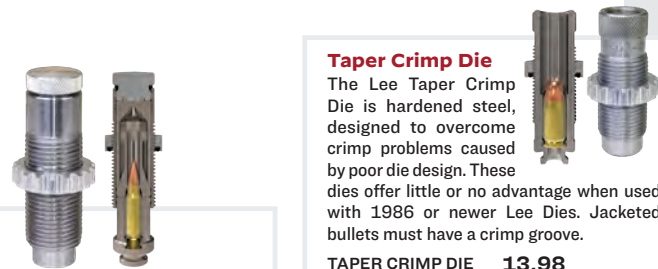 Taper Crimp Die
The Lee Taper Crimp
Die is hardened steel,
designed to overcome
crimp problems caused
by poor die design. These
dies offer little or no advantage when used
with 1986 or newer Lee Dies. Jacketed
bullets must have a crimp groove.
TAPER CRIMP DIE 13.98